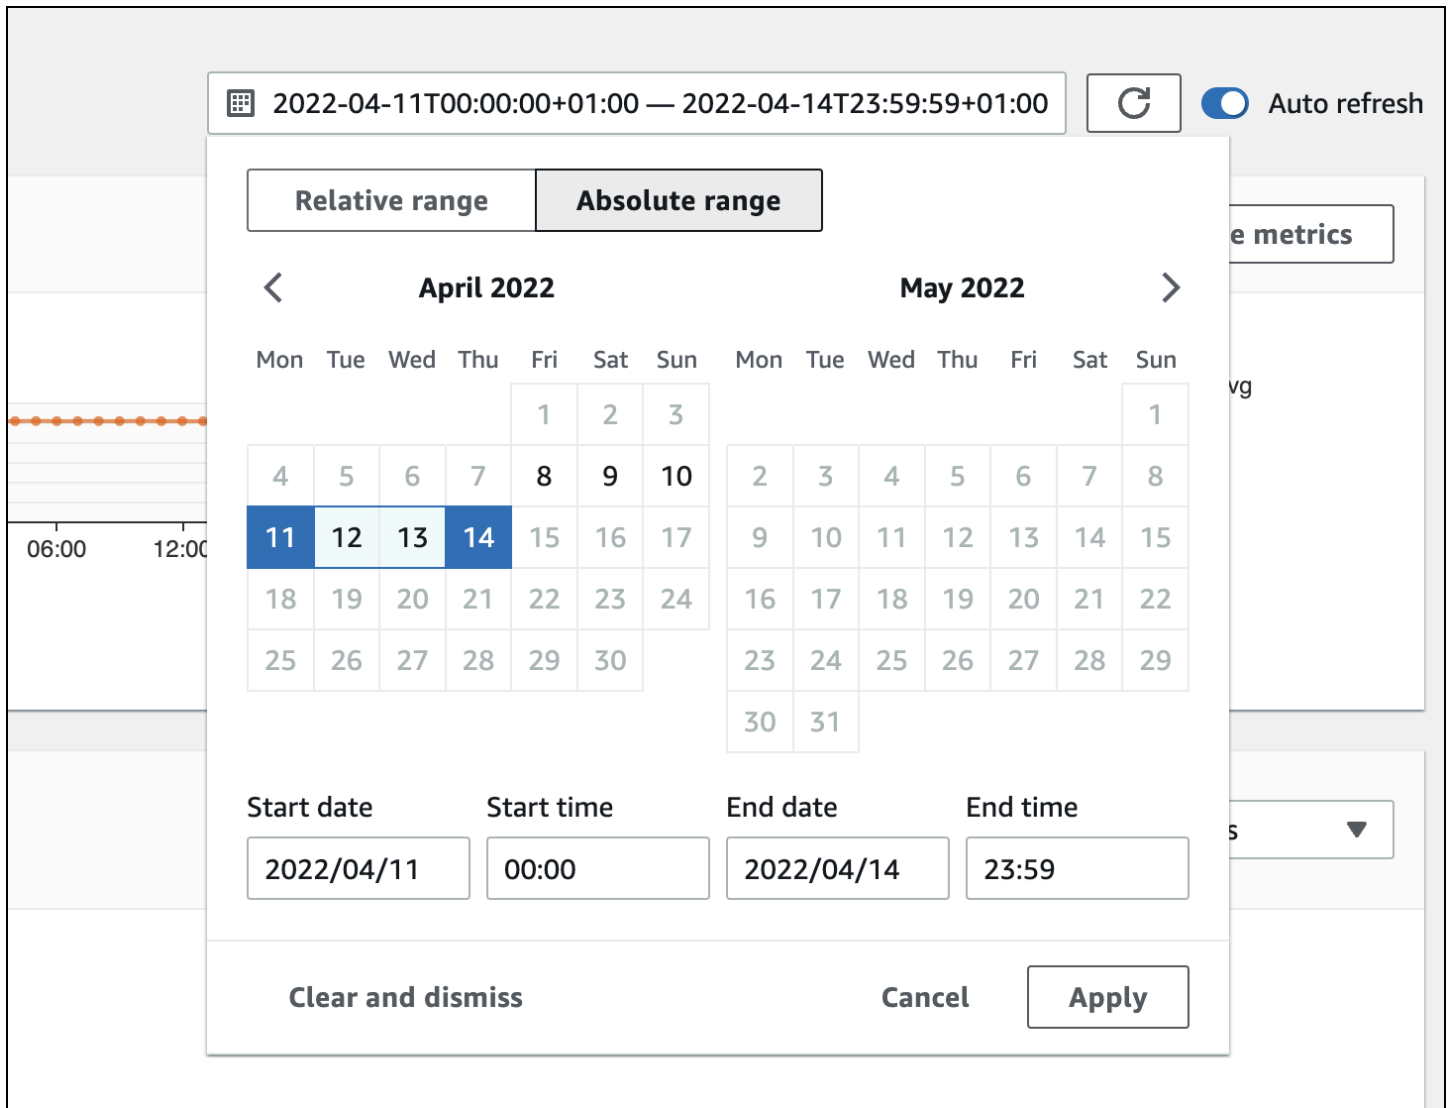 2022-04-11T00:00:00+01:00 — 2022-04-14T23:59:59+01:00
Auto refresh
Relative range
Absolute range
e metrics
April 2022
May 2022
Mon Tue Wed Thu Fri Sat Sun
Mon Tue Wed Thu Fri Sat Sun
vg
1 2 3
1
4 5 6 7 8 9 10
2 3 4 5 6 7 8
11 12 13 14 15 16 17
9 10 11 12 13 14 15
06:00 12:00
18 19 20 21 22 23 24
16 17 18 19 20 21 22
25 26 27 28 29 30
23 24 25 26 27 28 29
30 31
Start date
Start time
End date
End time
s
2022/04/11
00:00
2022/04/14
23:59
Clear and dismiss
Cancel
Apply